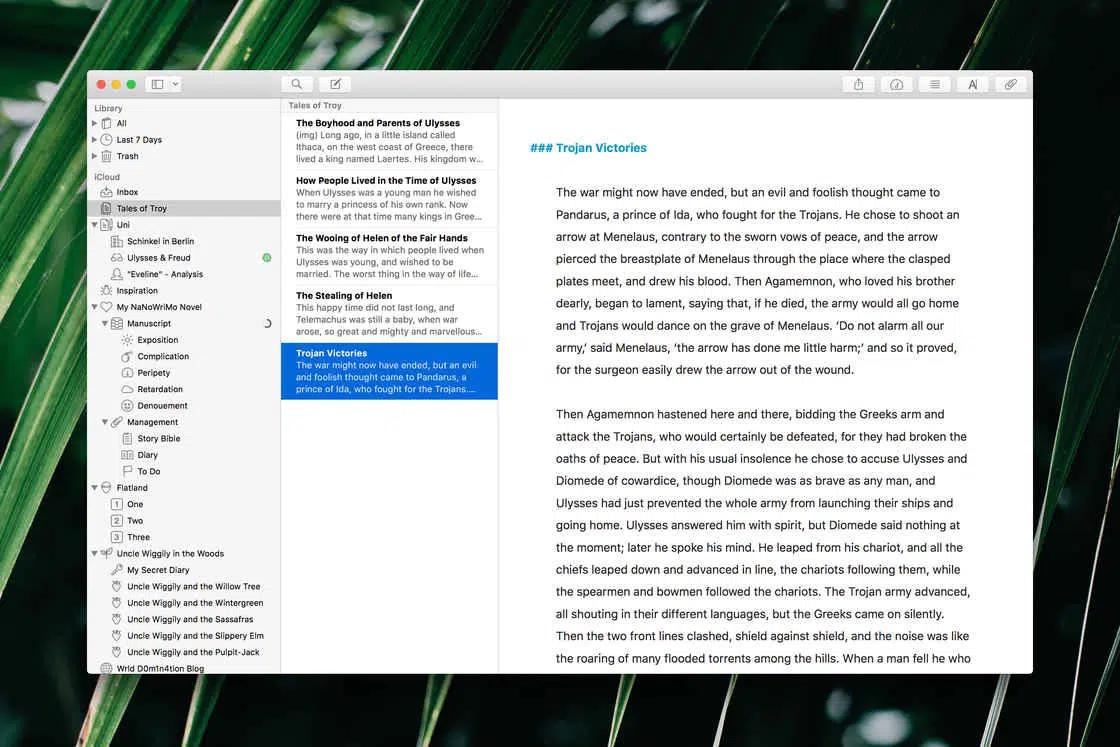 Library
All
Last 7 Days
Trash
iCloud
Inbox
Tales of Troy
Uni
Schinkel in Berlin
Ulysses & Freud
"Eveline" - Analysis
Inspiration
My NaNoWriMo Novel
Manuscript
Exposition
Complication
Peripety
Retardation
Denouement
Management
Story Bible
Diary
To Do
Flatland
1 One
2 Two
3 Three
Uncle Wiggily in the Woods
My Secret Diary
Uncle Wiggily and the Willow Tree
Uncle Wiggily and the Wintergreen
Uncle Wiggily and the Sassafras
Uncle Wiggily and the Slippery Elm
Uncle Wiggily and the Pulpit-Jack
Wrld D0m1n4tion Blog
Tales of Troy
The Boyhood and Parents of Ulysses
(img) Long ago, in a little island called
Ithaca, on the west coast of Greece, there
lived a king named Laertes. His kingdom w...
How People Lived in the Time of Ulysses
When Ulysses was a young man he wished
to marry a princess of his own rank. Now
there were at that time many kings in Gree...
The Wooing of Helen of the Fair Hands
This was the way in which people lived when
Ulysses was young, and wished to be
married. The worst thing in the way of life...
The Stealing of Helen
This happy time did not last long, and
Telemachus was still a baby, when war
arose, so great and mighty and marvellous...
Trojan Victories
The war might now have ended, but an evil
and foolish thought came to Pandarus, a
prince of Ida, who fought for the Trojans....
A
### Trojan Victories
The war might now have ended, but an evil and foolish thought came to
Pandarus, a prince of Ida, who fought for the Trojans. He chose to shoot an
arrow at Menelaus, contrary to the sworn vows of peace, and the arrow
pierced the breastplate of Menelaus through the place where the clasped
plates meet, and drew his blood. Then Agamemnon, who loved his brother
dearly, began to lament, saying that, if he died, the army would all go home
and Trojans would dance on the grave of Menelaus. ‘Do not alarm all our
army,’ said Menelaus, ‘the arrow has done me little harm;’ and so it proved,
for the surgeon easily drew the arrow out of the wound.
Then Agamemnon hastened here and there, bidding the Greeks arm and
attack the Trojans, who would certainly be defeated, for they had broken the
oaths of peace. But with his usual insolence he chose to accuse Ulysses and
Diomede of cowardice, though Diomede was as brave as any man, and
Ulysses had just prevented the whole army from launching their ships and
going home. Ulysses answered him with spirit, but Diomede said nothing at
the moment; later he spoke his mind. He leaped from his chariot, and all the
chiefs leaped down and advanced in line, the chariots following them, while
the spearmen and bowmen followed the chariots. The Trojan army advanced,
all shouting in their different languages, but the Greeks came on silently.
Then the two front lines clashed, shield against shield, and the noise was like
the roaring of many flooded torrents among the hills. When a man fell he who